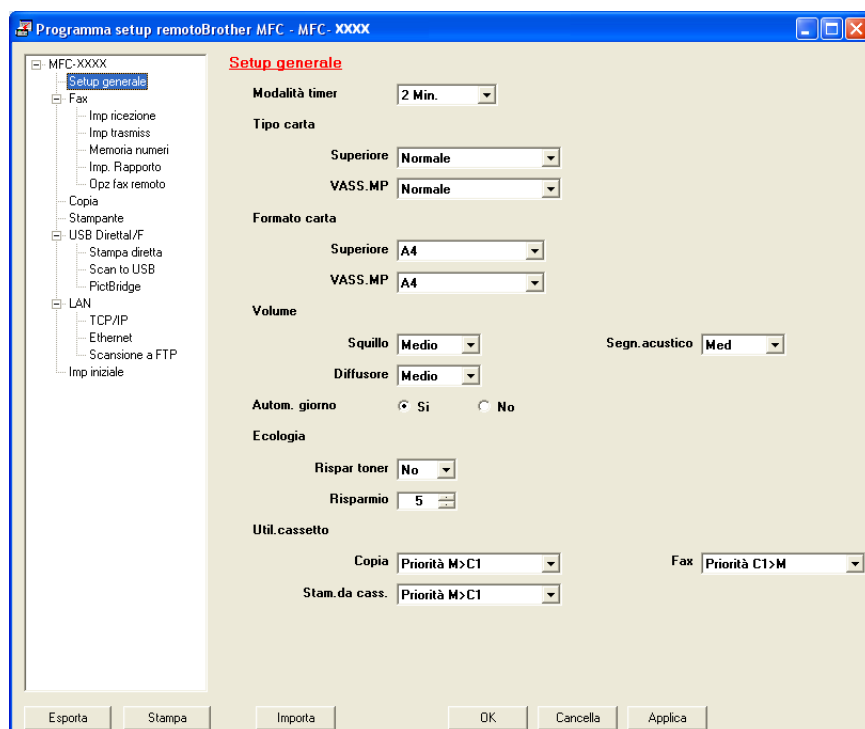 Programma setup remotoBrother MFC - MFC- XXXX
MFC-XXXX
Setup generale
Fax
Imp ricezione
Imp trasmiss
Memoria numeri
Imp. Rapporto
Opz fax remoto
Copia
Stampante
USB DirettaI/F
Stampa diretta
Scan to USB
PictBridge
LAN
TCP/IP
Ethernet
Scansione a FTP
Imp iniziale
Setup generale
Modalità timer 2 Min.
Tipo carta
Superiore Normale
VASS.MP Normale
Formato carta
Superiore A4
VASS.MP A4
Volume
Squillo Medio Segn.acustico Med
Diffusore Medio
Autom. giorno Si No
Ecologia
Rispar toner No
Risparmio 5
Util.cassetto
Copia Priorità M>C1 Fax Priorità C1>M
Stam.da cass. Priorità M>C1
Esporta Stampa Importa OK Cancella Applica